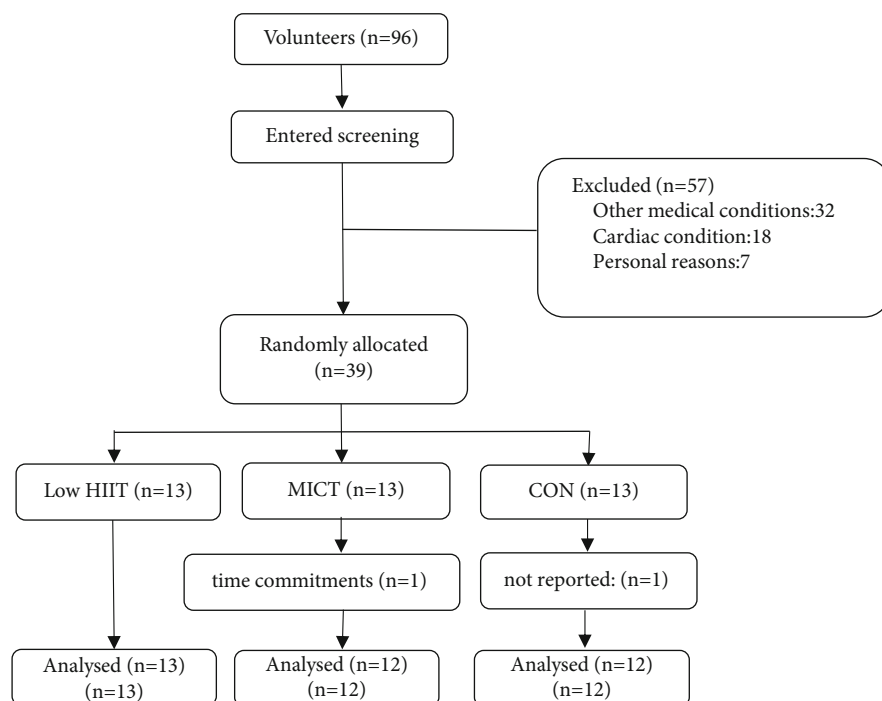 Volunteers (n=96)
Entered screening
Excluded (n=57)
Other medical conditions:32
Cardiac condition:18
Personal reasons:7
Randomly allocated
(n=39)
Low HIIT (n=13)
MICT (n=13)
CON (n=13)
time commitments (n=1)
not reported: (n=1)
Analysed (n=13)
(n=13)
Analysed (n=12)
(n=12)
Analysed (n=12)
(n=12)